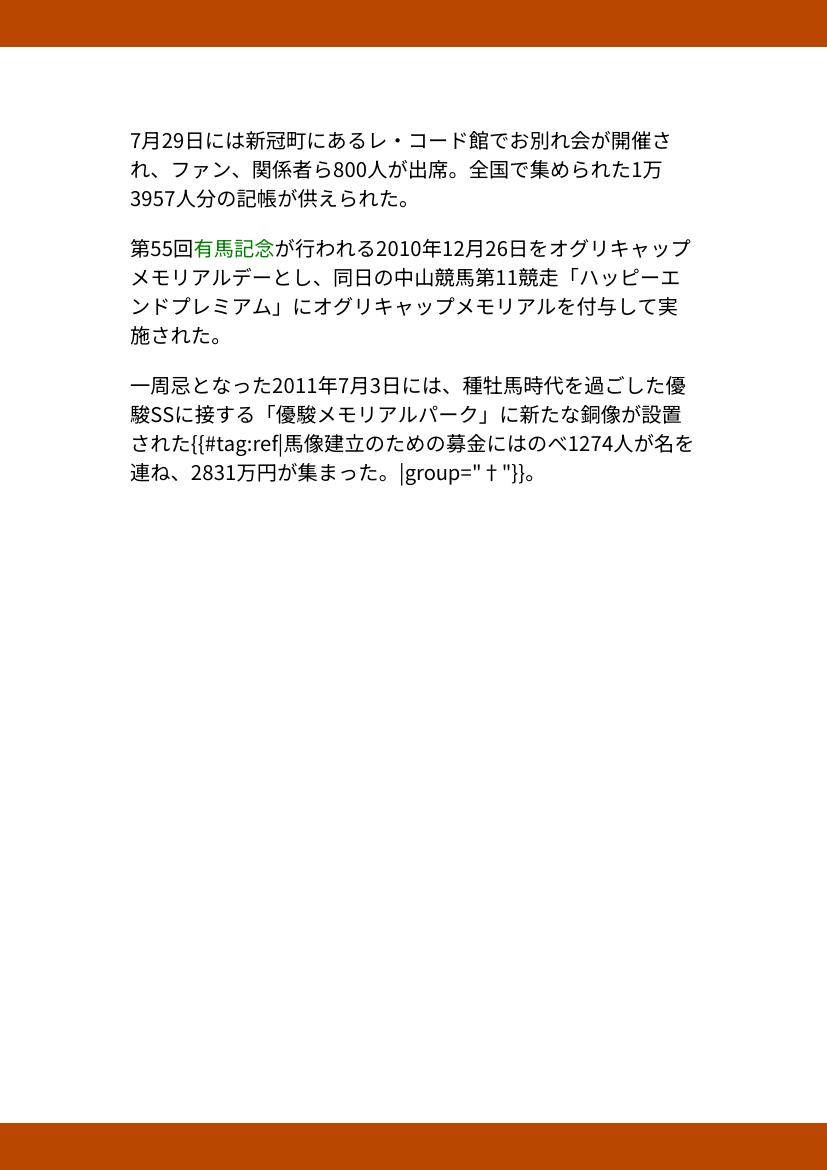 7月29日には新冠町にあるレ・コード館でお別れ会が開催さ
れ、ファン、関係者ら800人が出席。全国で集められた1万
3957人分の記帳が供えられた。
第55回有馬記念が行われる2010年12月26日をオグリキャップ
メモリアルデーとし、同日の中山競馬第11競走「ハッピーエ
ンドプレミアム」にオグリキャップメモリアルを付与して実
施された。
一周忌となった2011年7月3日には、種牡馬時代を過ごした優
駿SSに接する「優駿メモリアルパーク」に新たな銅像が設置
された{{#tag:ref|馬像建立のための募金にはのべ1274人が名を
連ね、2831万円が集まった。|group="†"}}。